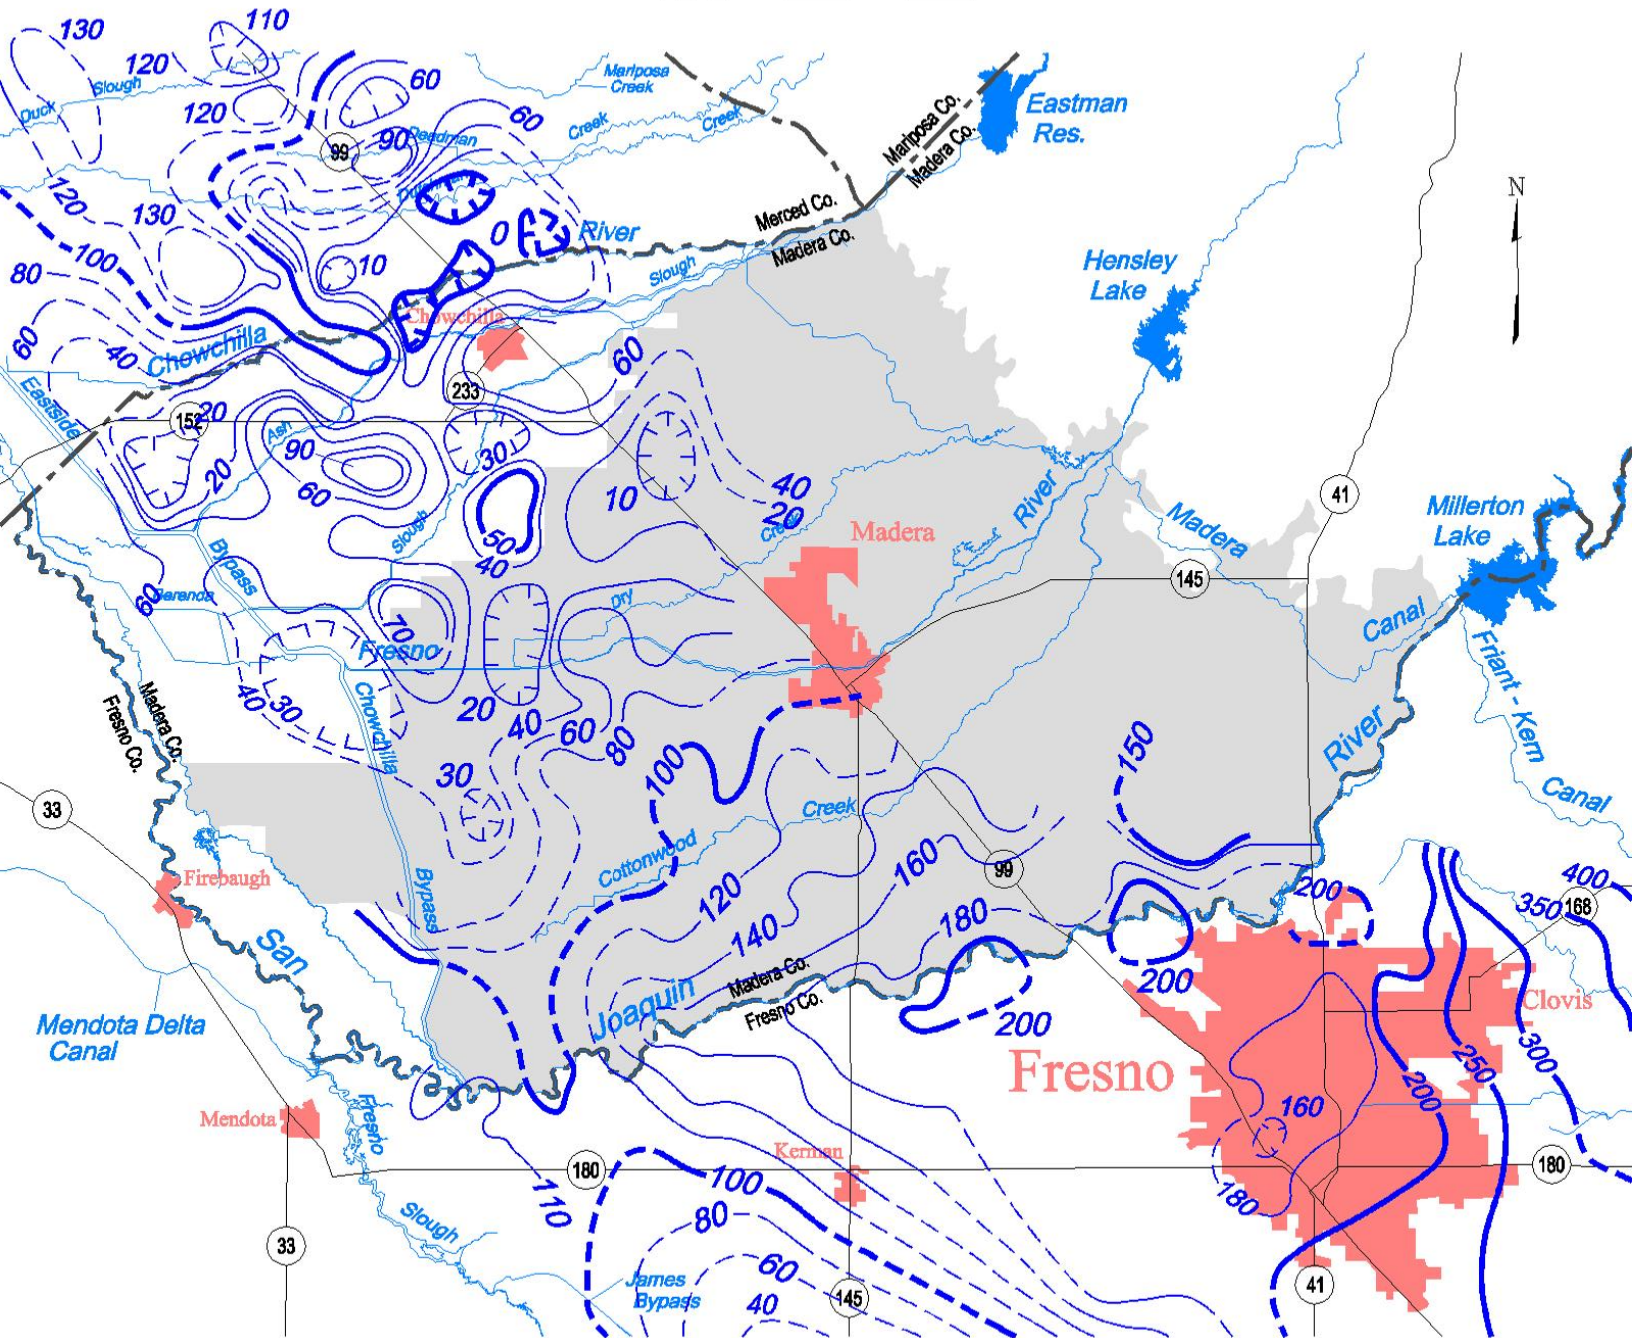 130
110
120
Duck
Slough
120
60
60
Mariposa
Creek
Creek
Creek
Eastman
Res.
Mariposa Co.
Madera Co.
99
90
Deadman
120
130
N
Merced Co.
Madera Co.
0
River
Slough
100
80
10
Hensley
Lake
60
40
Chowchilla
Chowchilla
60
Eastside
233
152
20
Ash
90
30
20
60
10
40
20
Creek
River
41
Slough
50
40
Madera
Madera
Millerton
Lake
Bypass
145
60
Berenda
70
Fresno
Dry
Canal
Friant - Kern
Canal
40
30
Madera Co.
Fresno Co.
Chowchilla
20
40
60
80
100
30
150
River
33
Creek
Cottonwood
160
99
Firebaugh
Bypass
120
140
180
200
400
350
168
San
Joaquin
Madera Co.
Fresno Co.
200
200
Clovis
Mendota Delta
Canal
Fresno
300
250
200
160
Mendota
Fresno
Kerman
180
180
110
100
180
Slough
80
33
60
James
Bypass
40
145
41